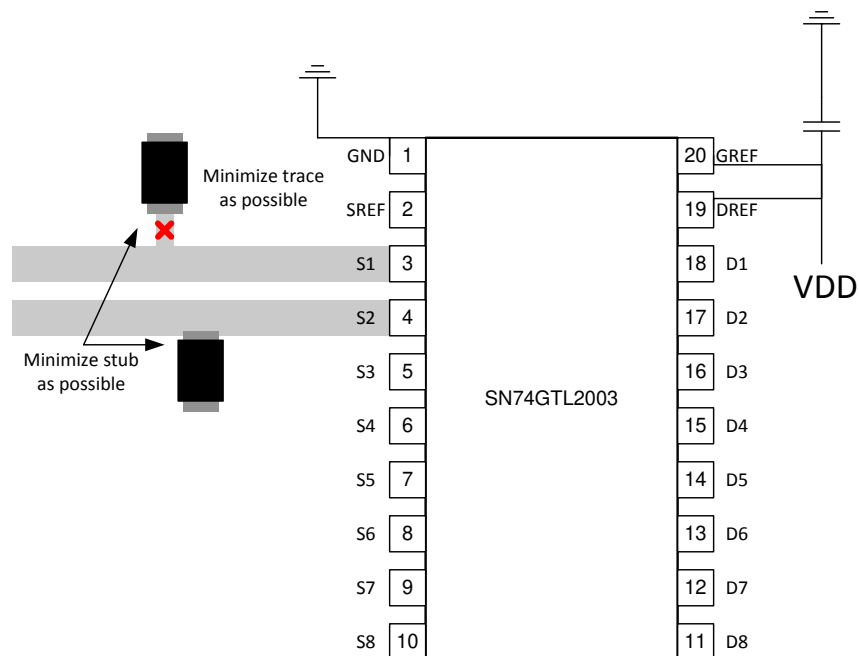 GND 1
20 GREF
Minimize trace
as possible
SREF 2
19 DREF
S1 3
18 D1
VDD
S2 4
17 D2
Minimize stub
as possible
S3 5
16 D3
SN74GTL2003
S4 6
15 D4
S5 7
14 D5
S6 8
13 D6
S7 9
12 D7
S8 10
11 D8